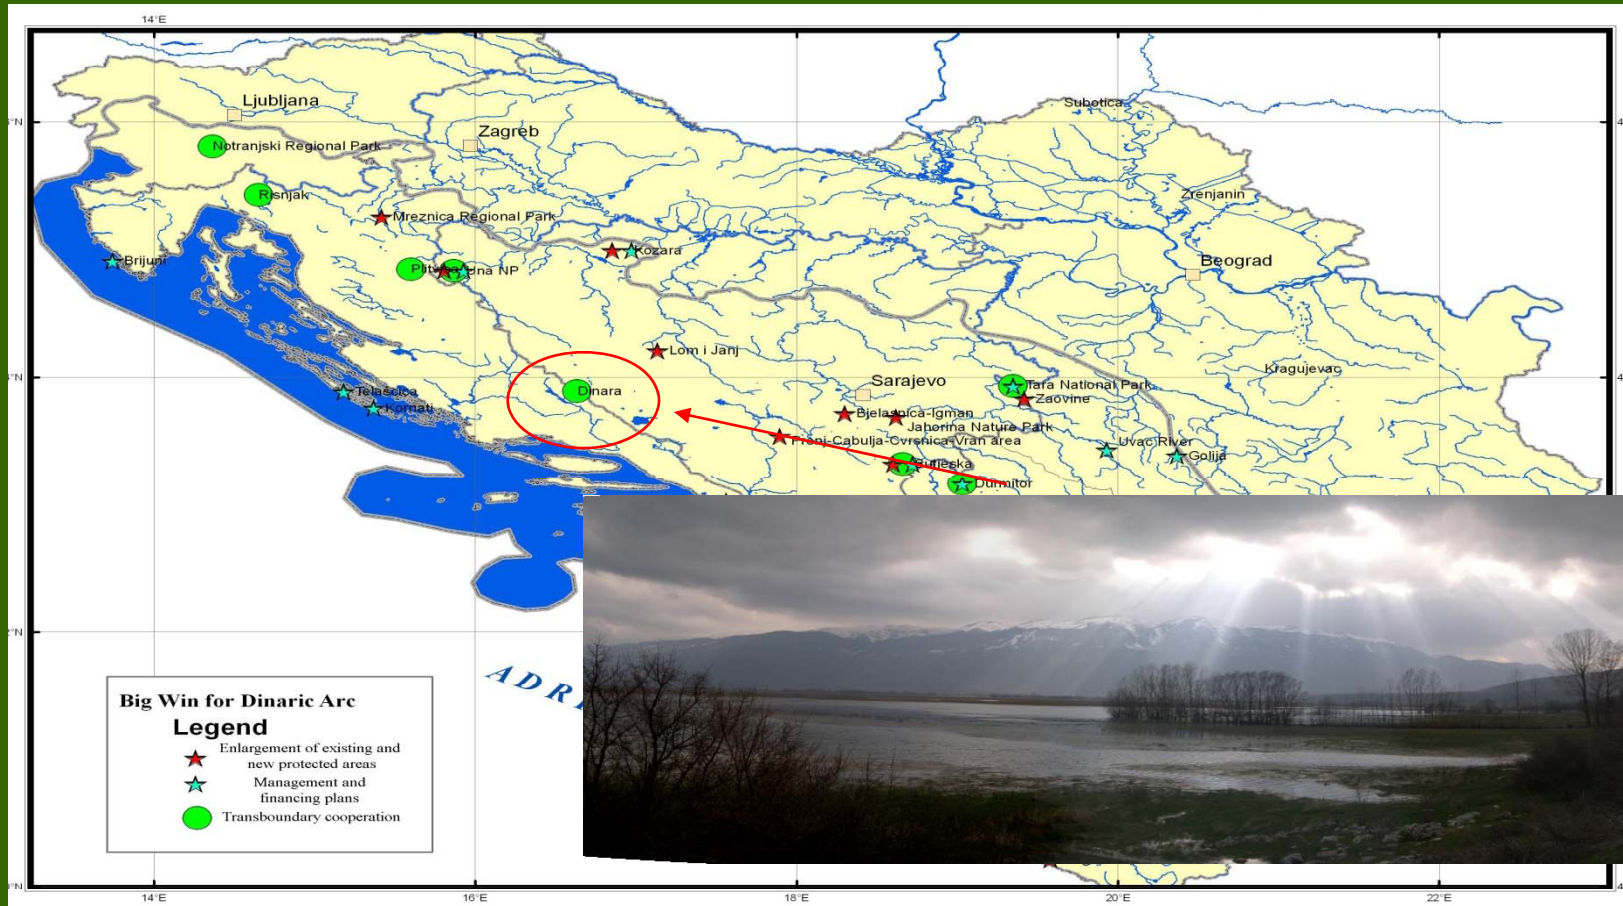 14°E
Ljubljana
Subotica
Zagreb
Notranjski Regional Park
Risnjak
Zrenjanin
Mreznica Regional Park
Kozara
Brijuni
Una NP
Beograd
Lom i Janj
Kragujevac
Dinara
Sarajevo
Tara National Park
Telašcica
Zaovine
Kornati
Bjelasnica-Igman
Jahorina Nature Park
Uvac River
Golija
Durmitor
ADR
Big Win for Dinaric Arc
Legend
Enlargement of existing and
new protected areas
Management and
financing plans
Transboundary cooperation
14°E 16°E 18°E 20°E 22°E